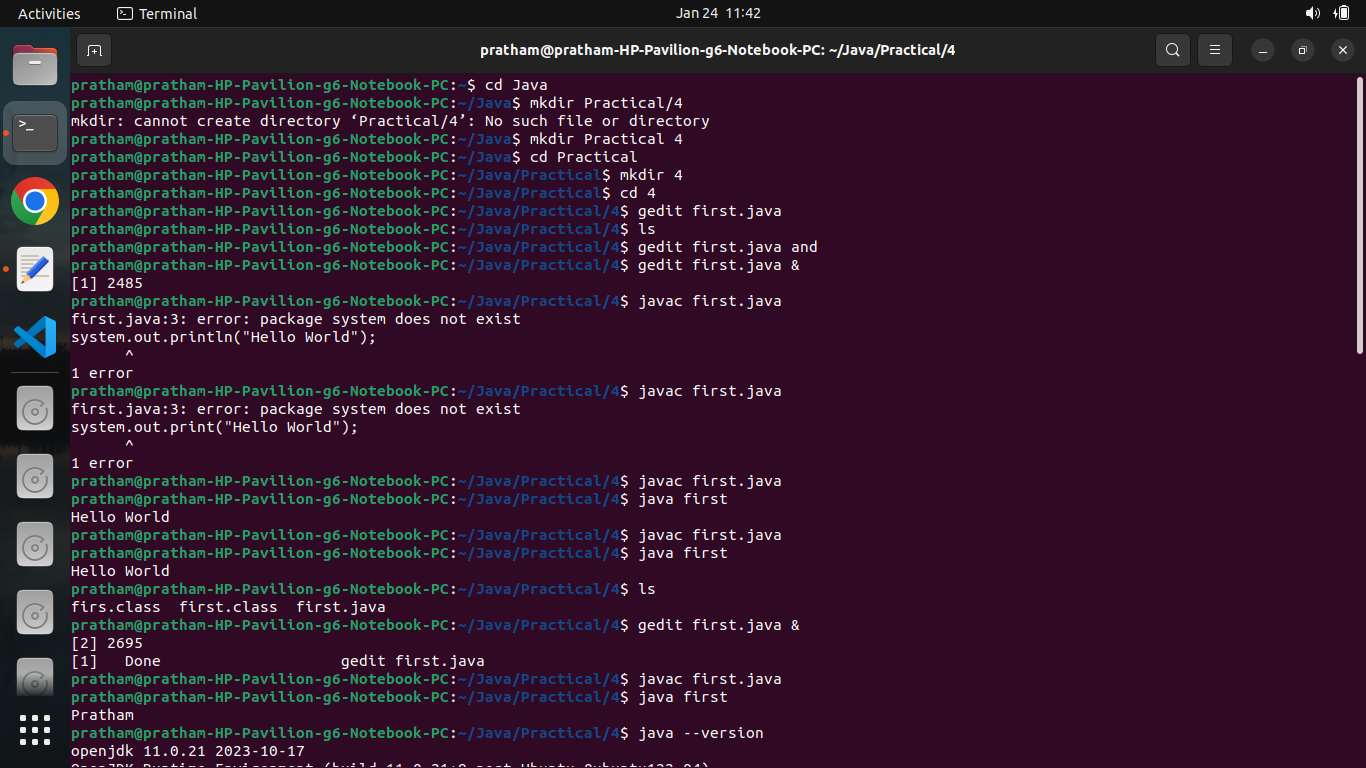 Activities
Terminal
Jan 24 11:42
pratham@pratham-HP-Pavilion-g6-Notebook-PC: ~/Java/Practical/4
pratham@pratham-HP-Pavilion-g6-Notebook-PC:~$ cd Java
pratham@pratham-HP-Pavilion-g6-Notebook-PC:~/Java$ mkdir Practical/4
mkdir: cannot create directory ‘Practical/4’: No such file or directory
pratham@pratham-HP-Pavilion-g6-Notebook-PC:~/Java$ mkdir Practical 4
pratham@pratham-HP-Pavilion-g6-Notebook-PC:~/Java$ cd Practical
pratham@pratham-HP-Pavilion-g6-Notebook-PC:~/Java/Practical$ mkdir 4
pratham@pratham-HP-Pavilion-g6-Notebook-PC:~/Java/Practical$ cd 4
pratham@pratham-HP-Pavilion-g6-Notebook-PC:~/Java/Practical/4$ gedit first.java
pratham@pratham-HP-Pavilion-g6-Notebook-PC:~/Java/Practical/4$ ls
pratham@pratham-HP-Pavilion-g6-Notebook-PC:~/Java/Practical/4$ gedit first.java and
pratham@pratham-HP-Pavilion-g6-Notebook-PC:~/Java/Practical/4$ gedit first.java &
[1] 2485
pratham@pratham-HP-Pavilion-g6-Notebook-PC:~/Java/Practical/4$ javac first.java
first.java:3: error: package system does not exist
system.out.println("Hello World");
      ^
1 error
pratham@pratham-HP-Pavilion-g6-Notebook-PC:~/Java/Practical/4$ javac first.java
first.java:3: error: package system does not exist
system.out.print("Hello World");
      ^
1 error
pratham@pratham-HP-Pavilion-g6-Notebook-PC:~/Java/Practical/4$ javac first.java
pratham@pratham-HP-Pavilion-g6-Notebook-PC:~/Java/Practical/4$ java first
Hello World
pratham@pratham-HP-Pavilion-g6-Notebook-PC:~/Java/Practical/4$ javac first.java
pratham@pratham-HP-Pavilion-g6-Notebook-PC:~/Java/Practical/4$ java first
Hello World
pratham@pratham-HP-Pavilion-g6-Notebook-PC:~/Java/Practical/4$ ls
firs.class  first.class  first.java
pratham@pratham-HP-Pavilion-g6-Notebook-PC:~/Java/Practical/4$ gedit first.java &
[2] 2695
[1]   Done                    gedit first.java
pratham@pratham-HP-Pavilion-g6-Notebook-PC:~/Java/Practical/4$ javac first.java
pratham@pratham-HP-Pavilion-g6-Notebook-PC:~/Java/Practical/4$ java first
Pratham
pratham@pratham-HP-Pavilion-g6-Notebook-PC:~/Java/Practical/4$ java --version
openjdk 11.0.21 2023-10-17